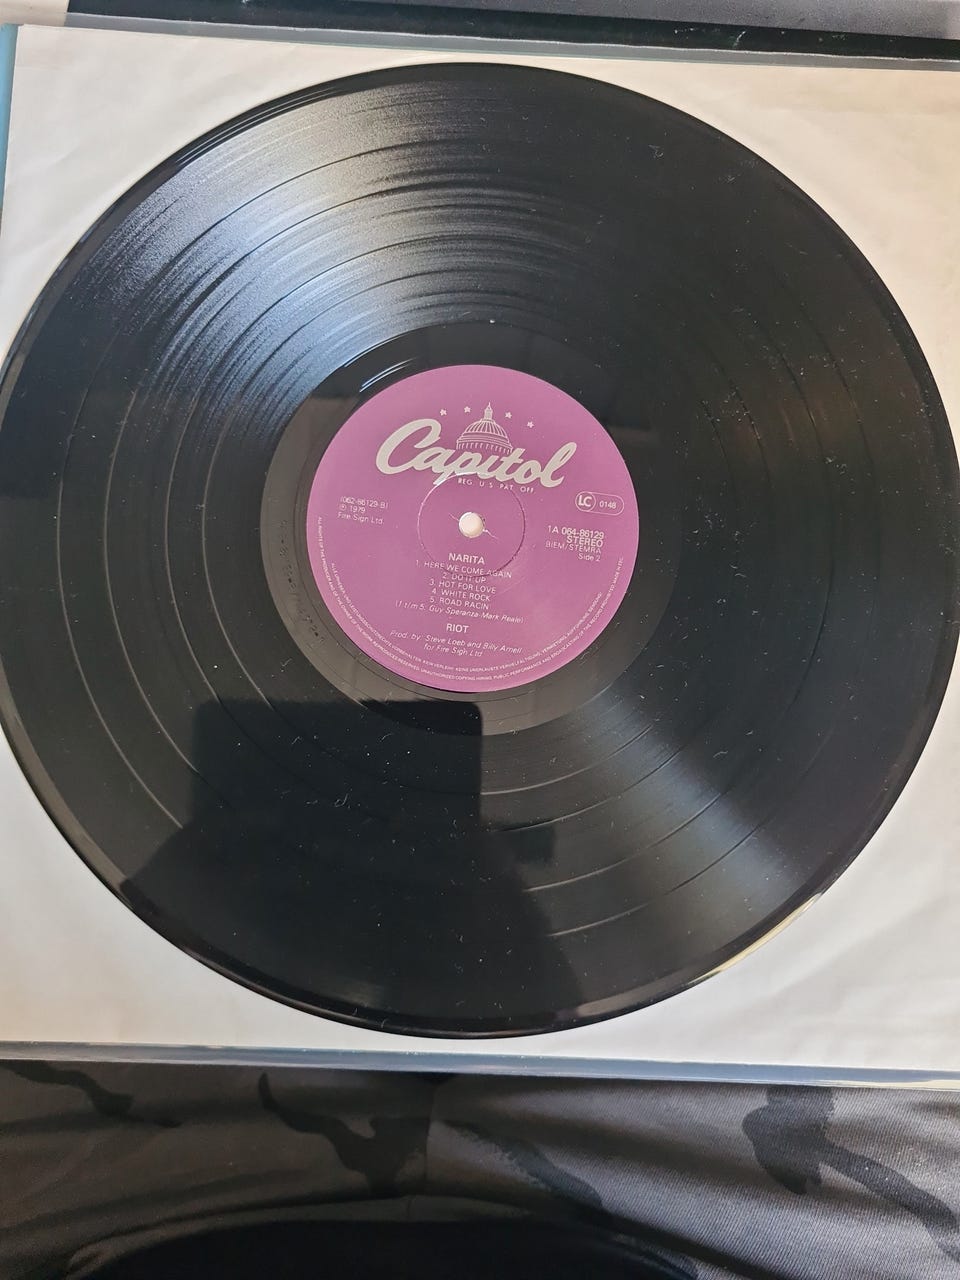 Capitol
REG. U.S. PAT. OFF.
(062-86129 B)
℗ 1979
Fire Sign Ltd.
LC 0148
1A 064-86129
STEREO
BIEM/STEMRA
Side 2
NARITA
1. HERE WE COME AGAIN
2. DO IT UP
3. HOT FOR LOVE
4. WHITE ROCK
5. ROAD RACIN'
(1 t/m 5: Guy Speranza-Mark Reale)
RIOT
Prod. by: Steve Loeb and Billy Arnell
for Fire Sign Ltd.